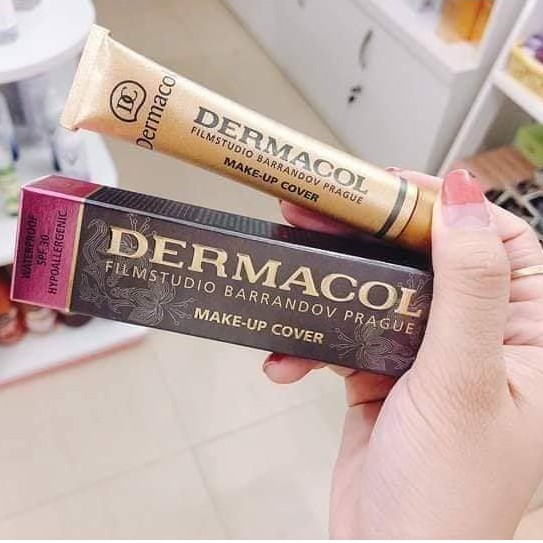 DC
Dermacol
DERMACOL
FILMSTUDIO BARRANDOV PRAGUE
MAKE-UP COVER
WATERPROOF
SPF 30
HYPOALLERGENIC
DERMACOL
FILMSTUDIO BARRANDOV PRAGUE
MAKE-UP COVER